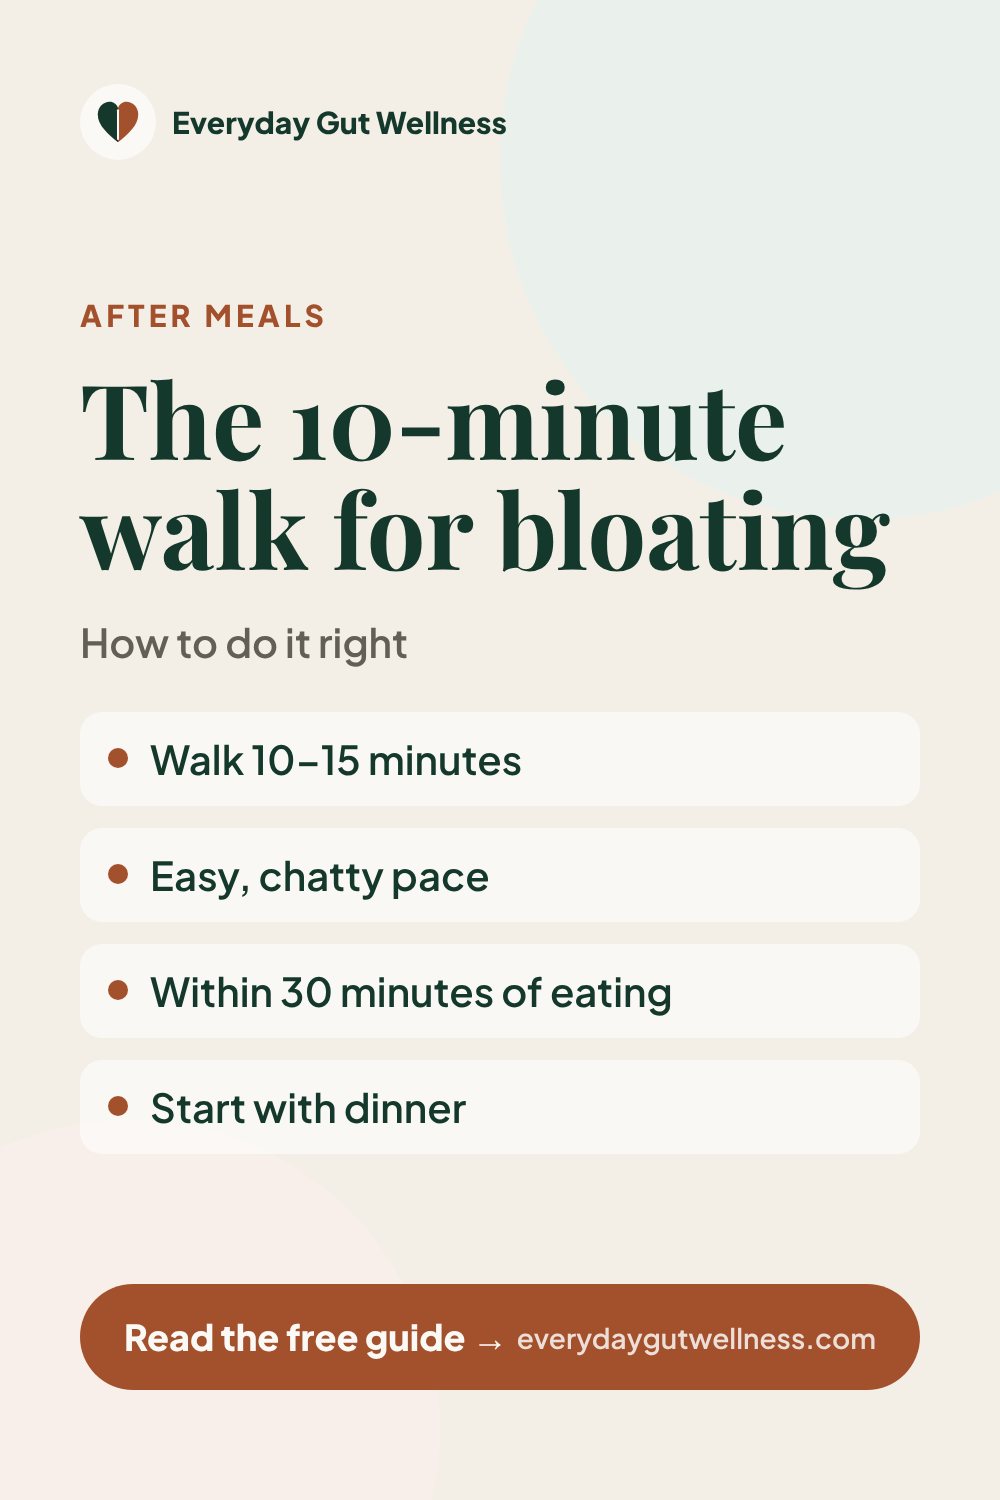 Everyday Gut Wellness
AFTER MEALS
The 10-minute
walk for bloating
How to do it right
Walk 10–15 minutes
Easy, chatty pace
Within 30 minutes of eating
Start with dinner
Read the free guide → everydaygutwellness.com